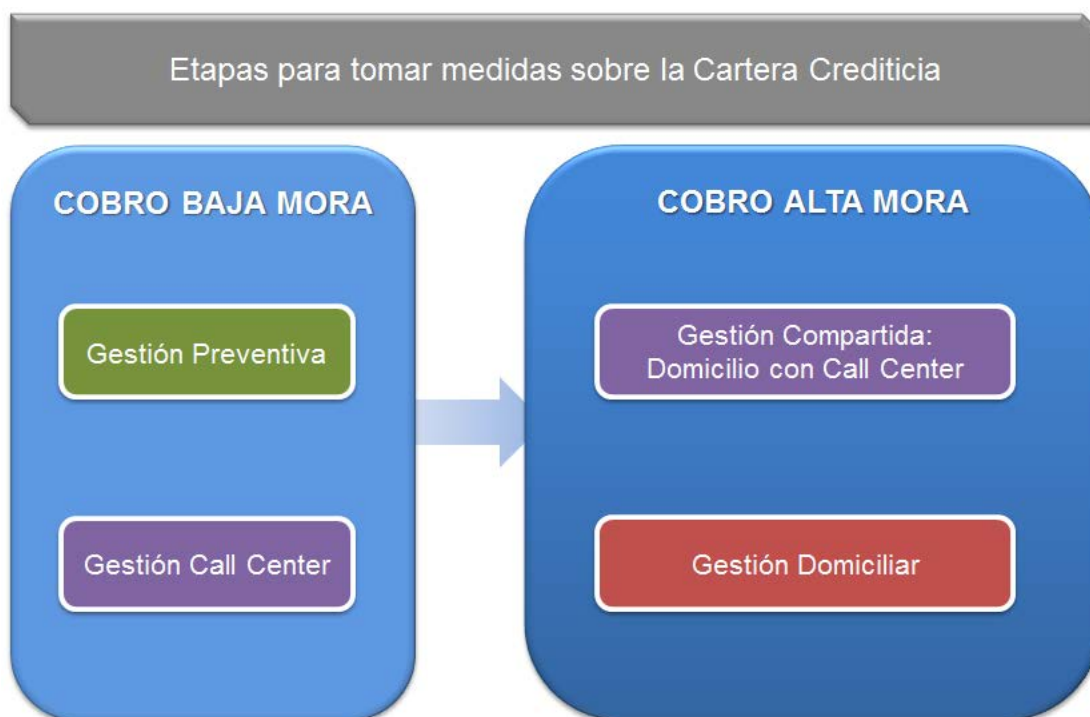 Etapas para tomar medidas sobre la Cartera Crediticia
COBRO BAJA MORA
Gestión Preventiva
Gestión Call Center
COBRO ALTA MORA
Gestión Compartida:
Domicilio con Call Center
Gestión Domiciliar